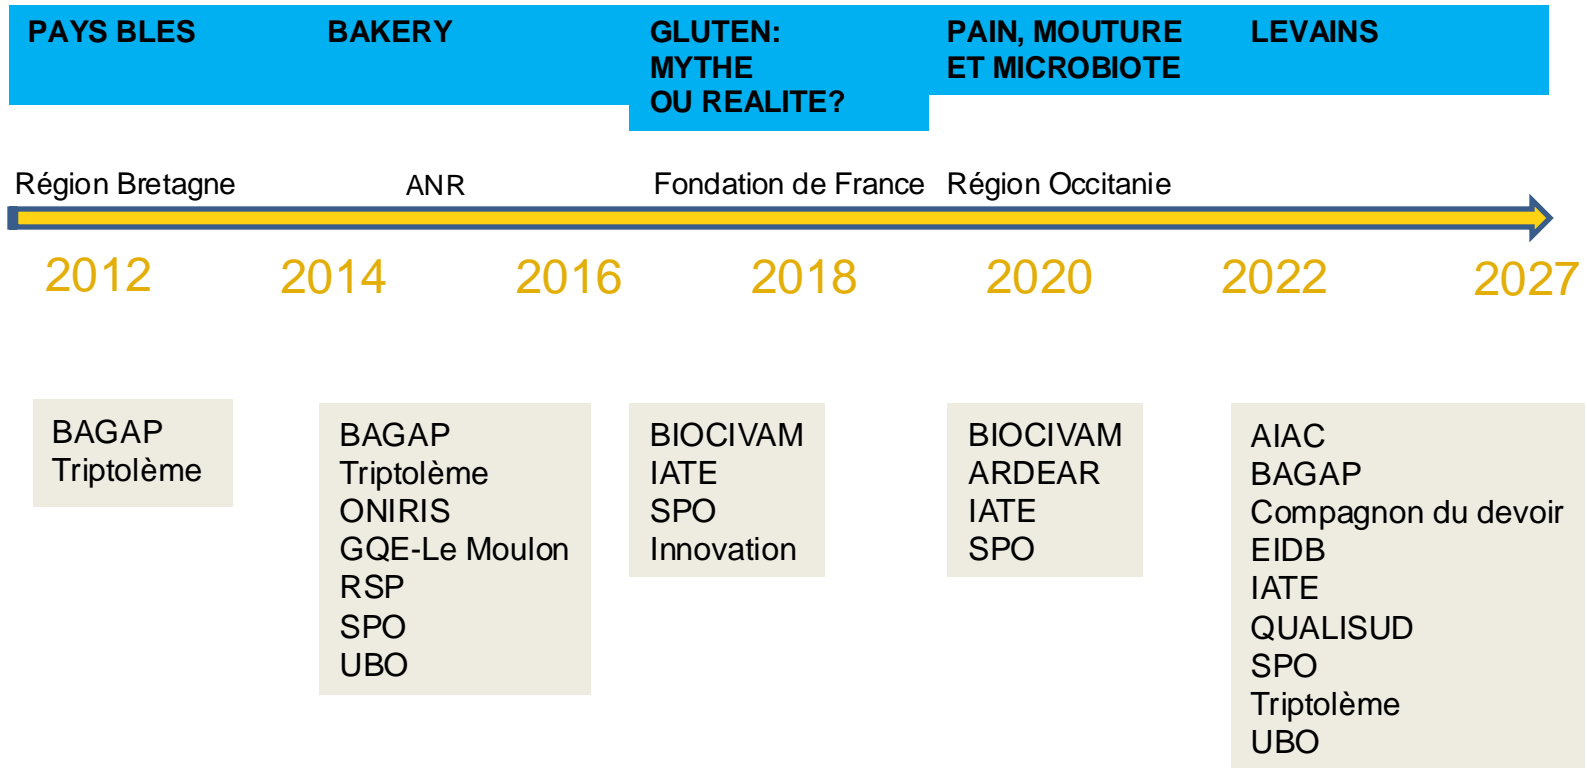 PAYS BLES
BAKERY
GLUTEN:
MYTHE
OU REALITE?
PAIN, MOUTURE
ET MICROBIOTE
LEVAINS
Région Bretagne
ANR
Fondation de France
Région Occitanie
2012
2014
2016
2018
2020
2022
2027
BAGAP
Triptolème
BAGAP
Triptolème
ONIRIS
GQE-Le Moulon
RSP
SPO
UBO
BIOCIVAM
IATE
SPO
Innovation
BIOCIVAM
ARDEAR
IATE
SPO
AIAC
BAGAP
Compagnon du devoir
EIDB
IATE
QUALISUD
SPO
Triptolème
UBO